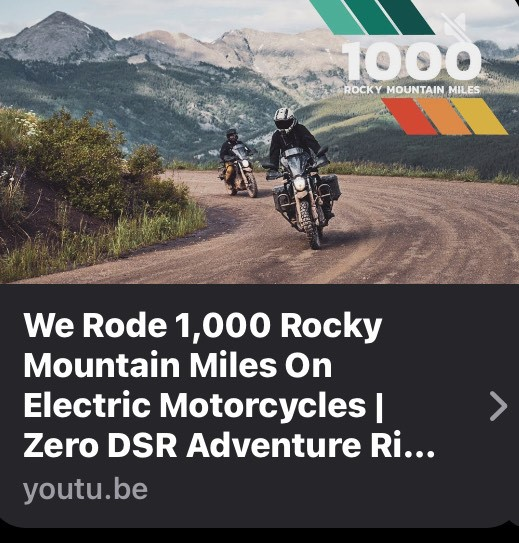 1000
ROCKY MOUNTAIN MILES
We Rode 1,000 Rocky
Mountain Miles On
Electric Motorcycles |
Zero DSR Adventure Ri...
youtu.be